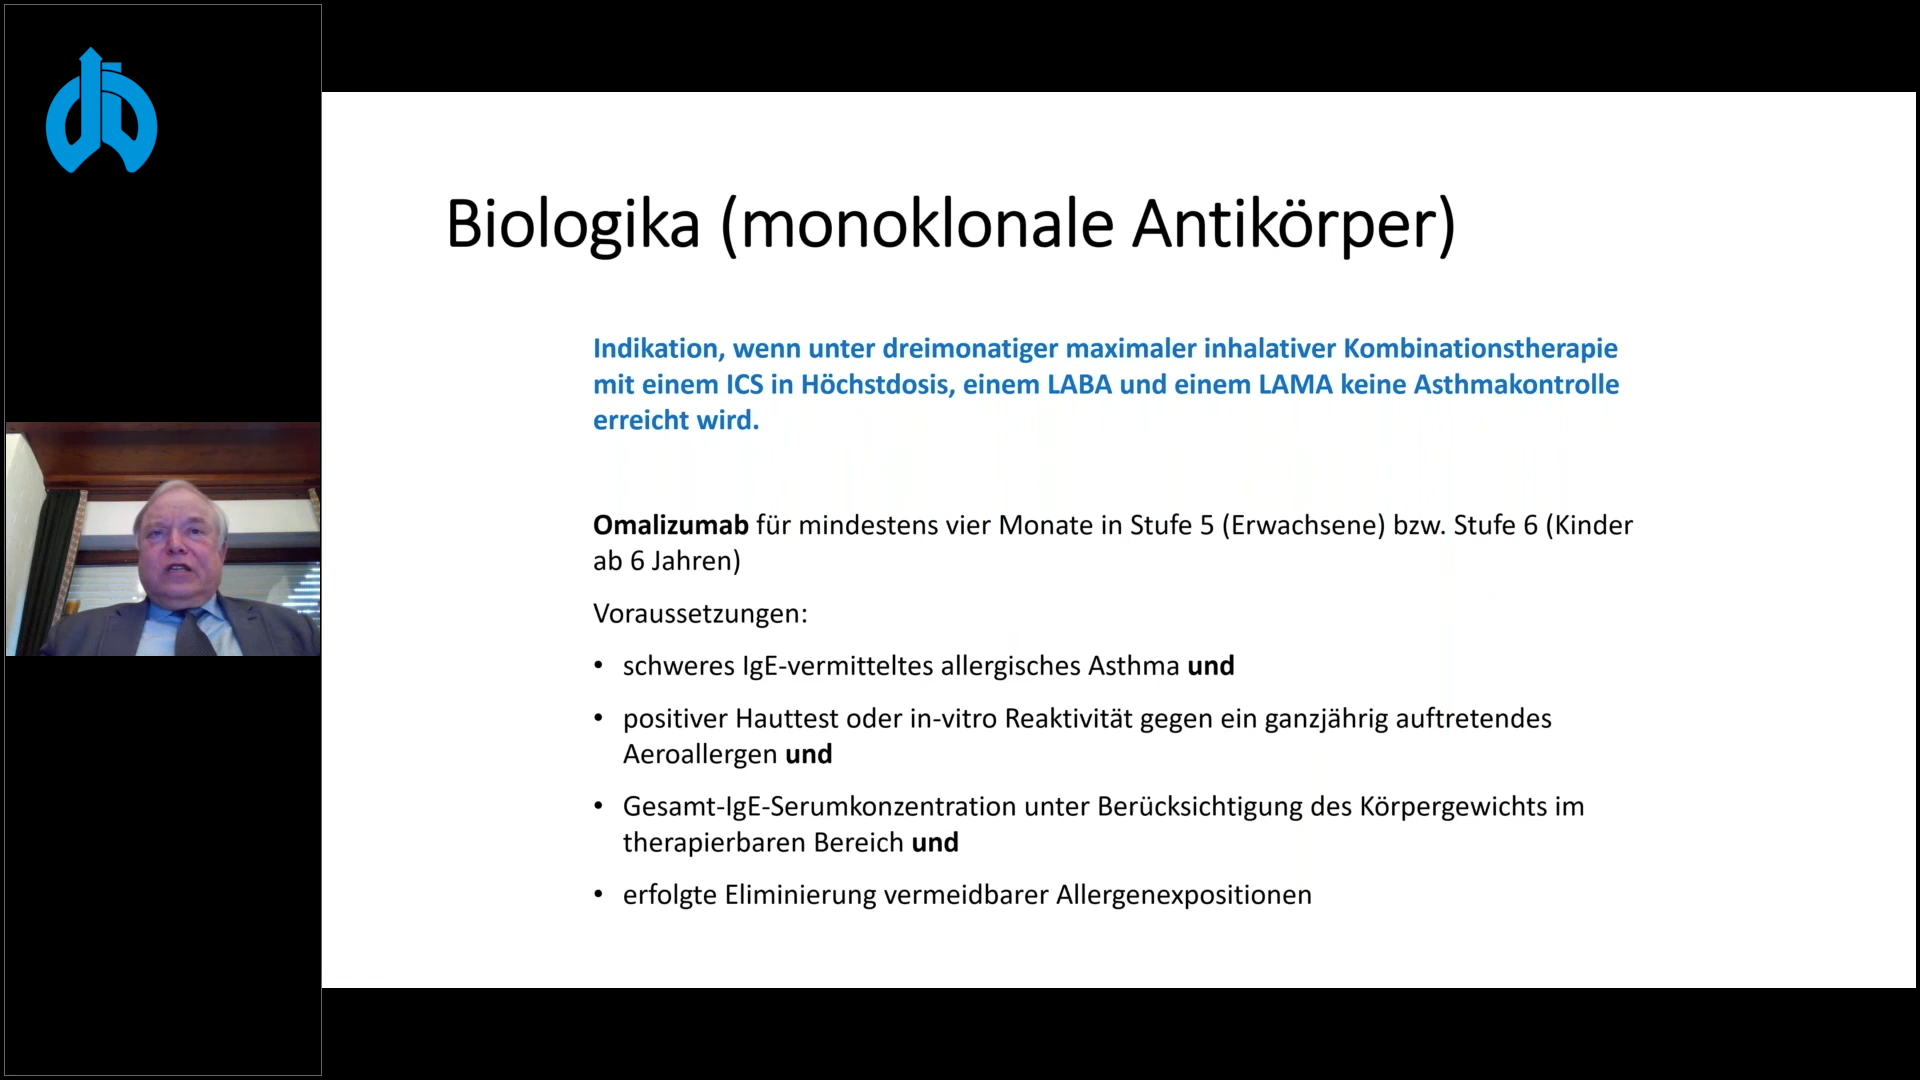 Biologika (monoklonale Antikörper)
Indikation, wenn unter dreimonatiger maximaler inhalativer Kombinationstherapie
mit einem ICS in Höchstdosis, einem LABA und einem LAMA keine Asthmakontrolle
erreicht wird.
Omalizumab für mindestens vier Monate in Stufe 5 (Erwachsene) bzw. Stufe 6 (Kinder
ab 6 Jahren)
Voraussetzungen:
• schweres IgE-vermitteltes allergisches Asthma und
• positiver Hauttest oder in-vitro Reaktivität gegen ein ganzjährig auftretendes
Aeroallergen und
• Gesamt-IgE-Serumkonzentration unter Berücksichtigung des Körpergewichts im
therapierbaren Bereich und
• erfolgte Eliminierung vermeidbarer Allergenexpositionen